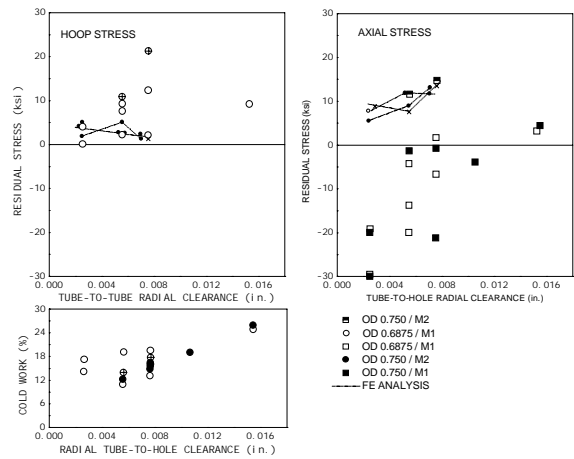 HOOP STRESS
RESIDUAL STRESS (ksi)
30
20
10
0
-10
-20
-30
0.000 0.004 0.008 0.012 0.016
TUBE-TO-TUBE RADIAL CLEARANCE (in.)
AXIAL STRESS
RESIDUAL STRESS (ksi)
30
20
10
0
-10
-20
-30
0.000 0.004 0.008 0.012 0.016
TUBE-TO-HOLE RADIAL CLEARANCE (in.)
COLD WORK (%)
30
24
18
12
6
0.000 0.004 0.008 0.012 0.016
RADIAL TUBE-TO-HOLE CLEARANCE (in.)
OD 0.750 / M2
OD 0.6875 / M1
OD 0.6875 / M1
OD 0.750 / M2
OD 0.750 / M1
FE ANALYSIS